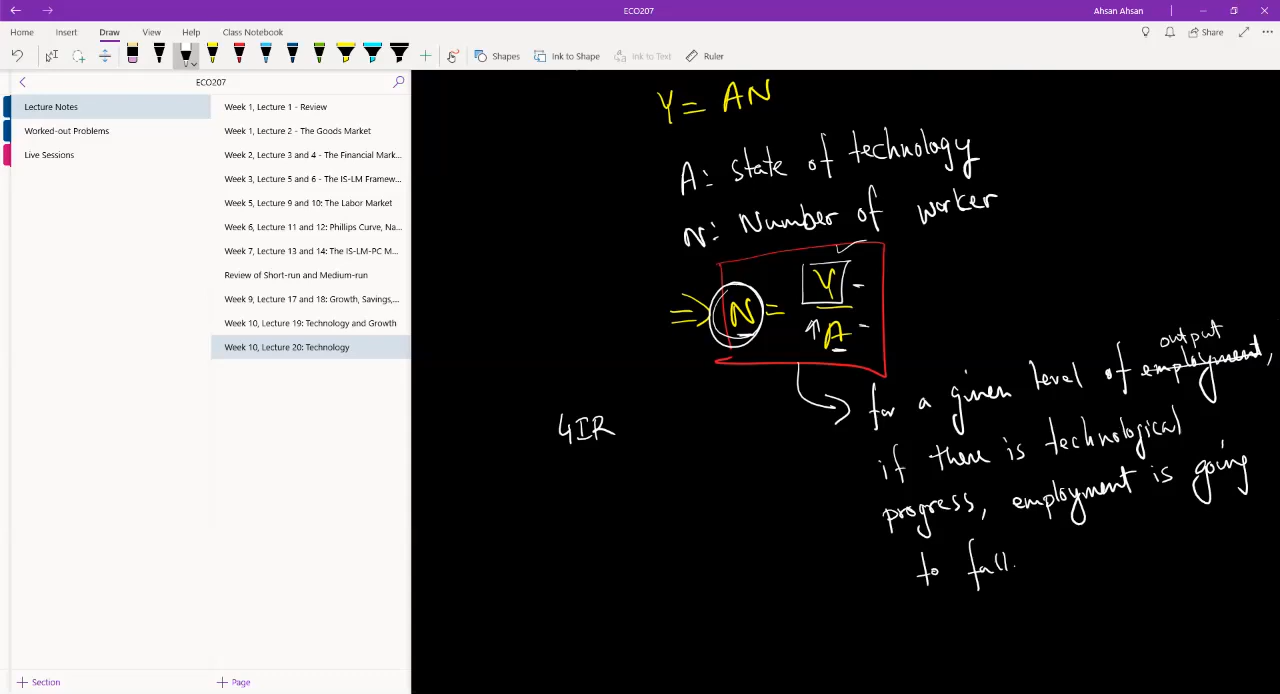 ECO207
Ahsan Ahsan
Home Insert Draw View Help Class Notebook
Share
Shapes Ink to Shape Ink to Text Ruler
ECO207
Lecture Notes
Worked-out Problems
Live Sessions
Week 1, Lecture 1 - Review
Week 1, Lecture 2 - The Goods Market
Week 2, Lecture 3 and 4 - The Financial Mark...
Week 3, Lecture 5 and 6 - The IS-LM Framew...
Week 5, Lecture 9 and 10: The Labor Market
Week 6, Lecture 11 and 12: Phillips Curve, Na...
Week 7, Lecture 13 and 14: The IS-LM-PC M...
Review of Short-run and Medium-run
Week 9, Lecture 17 and 18: Growth, Savings,...
Week 10, Lecture 19: Technology and Growth
Week 10, Lecture 20: Technology
+ Section
+ Page
Y = AN
A: State of technology
N: Number of worker
=> N = Y / ↑A
4IR
output
for a given level of employment,
if there is technological
progress, employment is going
to fall.